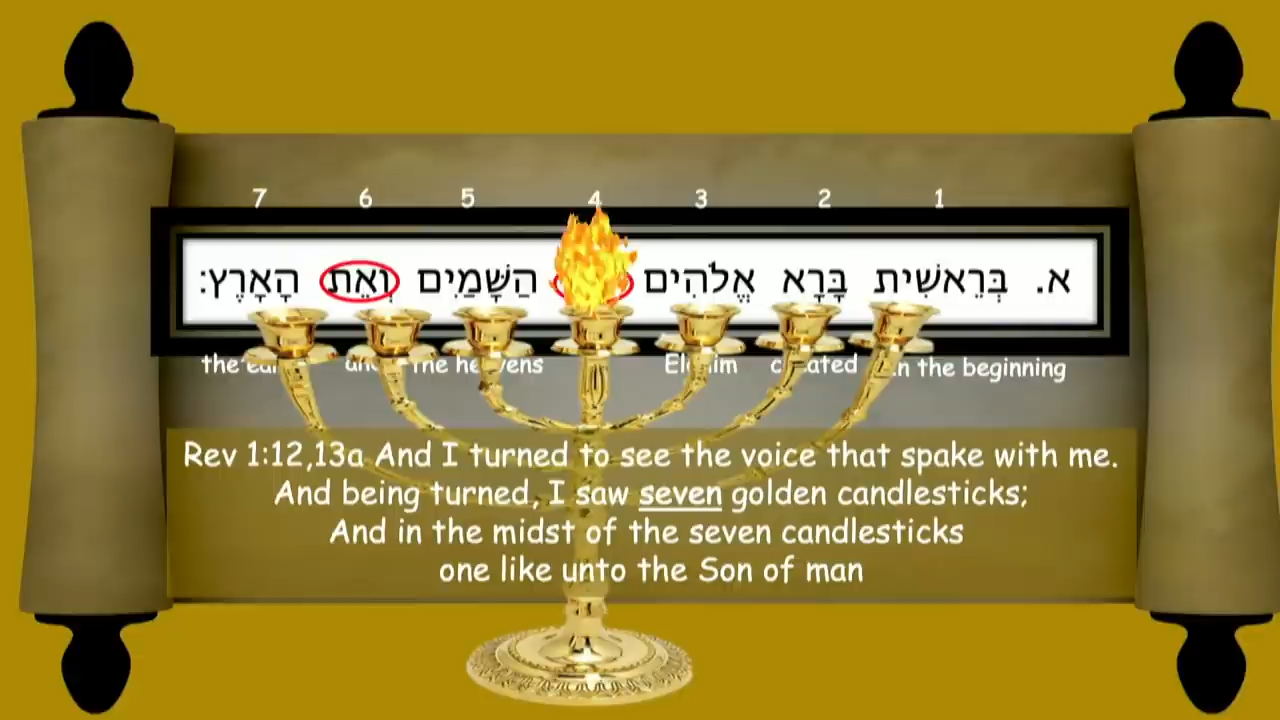 7 6 5 4 3 2 1
א. בְּרֵאשִׁית בָּרָא אֱלֹהִים הַשָּׁמַיִם וְאֵת הָאָרֶץ:
the heavens created in the beginning
Rev 1:12,13a And I turned to see the voice that spake with me.
And being turned, I saw seven golden candlesticks;
And in the midst of the seven candlesticks
one like unto the Son of man